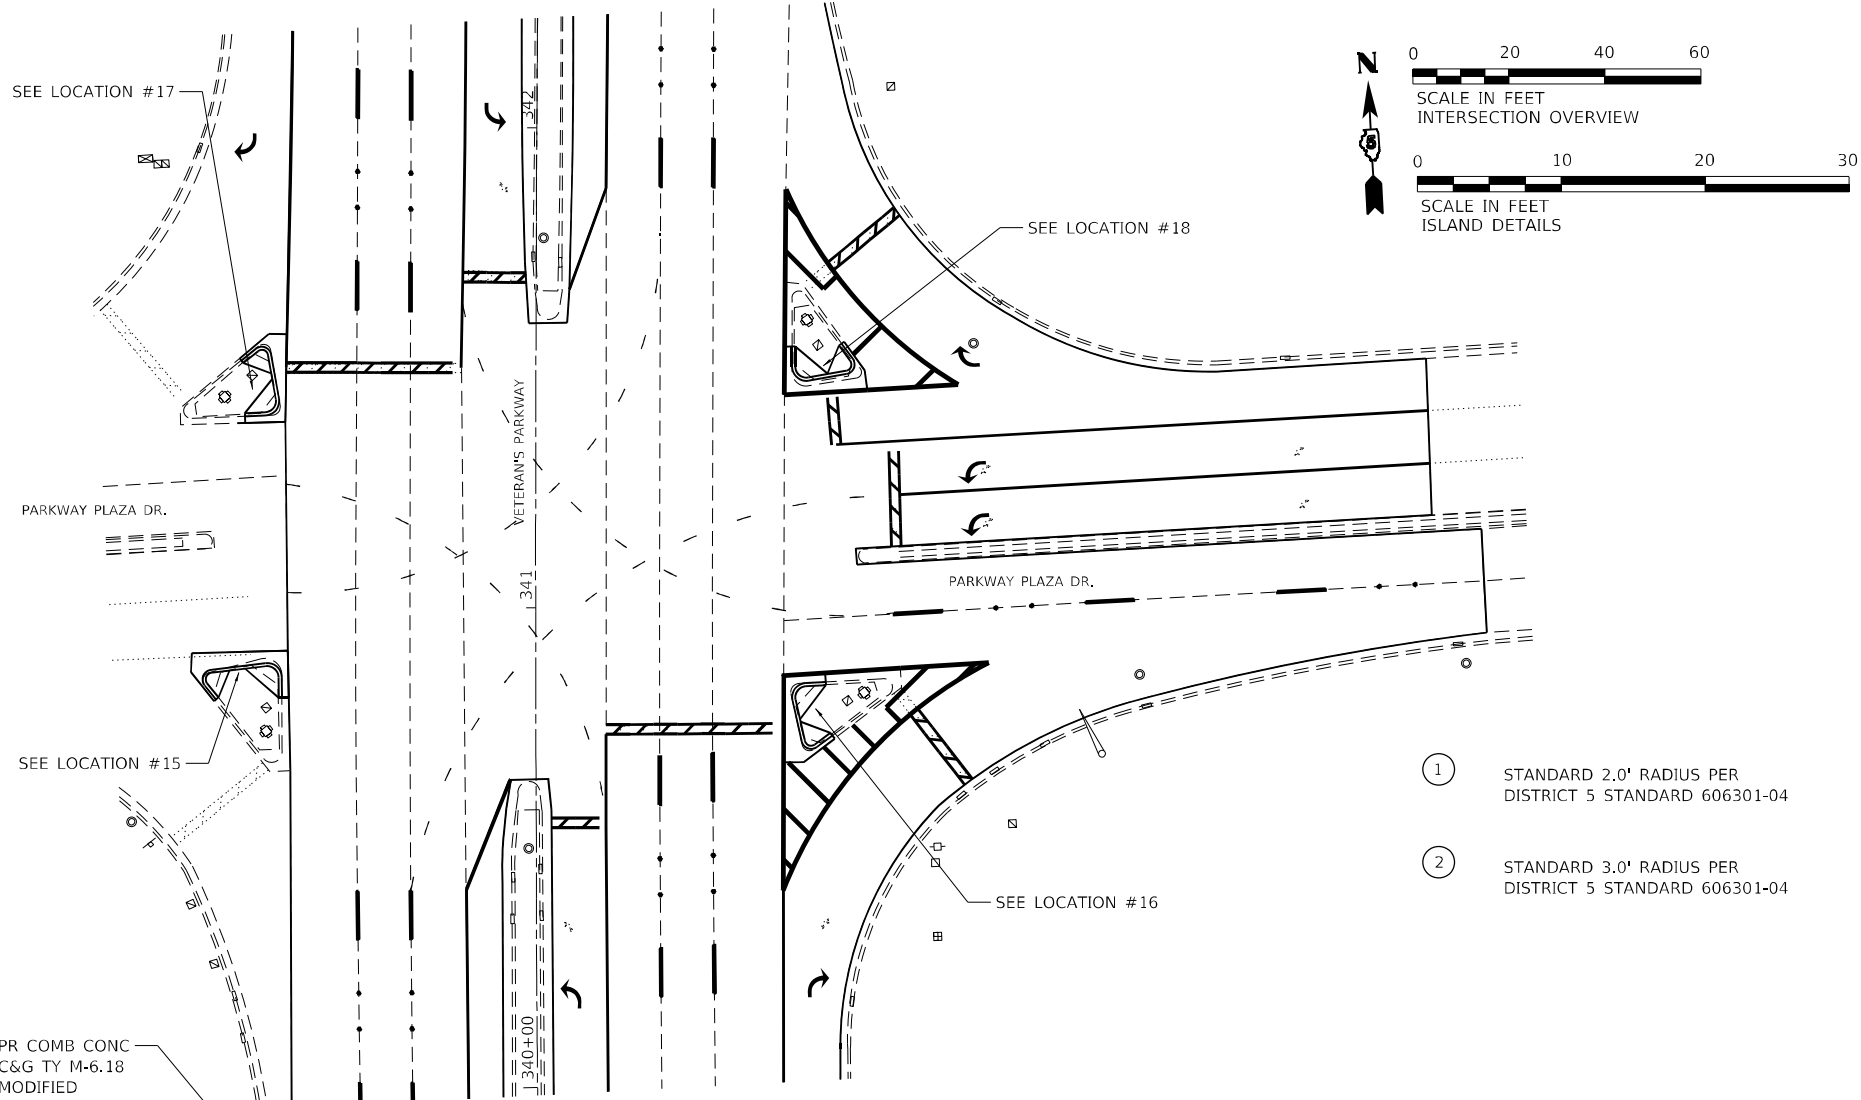 SEE LOCATION #17
342
VETERAN'S PARKWAY
341
340+00
PARKWAY PLAZA DR.
SEE LOCATION #15
PR COMB CONC
C&G TY M-6.18
MODIFIED
SEE LOCATION #18
PARKWAY PLAZA DR.
SEE LOCATION #16
N
5
0 20 40 60
SCALE IN FEET
INTERSECTION OVERVIEW
0 10 20 30
SCALE IN FEET
ISLAND DETAILS
1 STANDARD 2.0' RADIUS PER
DISTRICT 5 STANDARD 606301-04
2 STANDARD 3.0' RADIUS PER
DISTRICT 5 STANDARD 606301-04